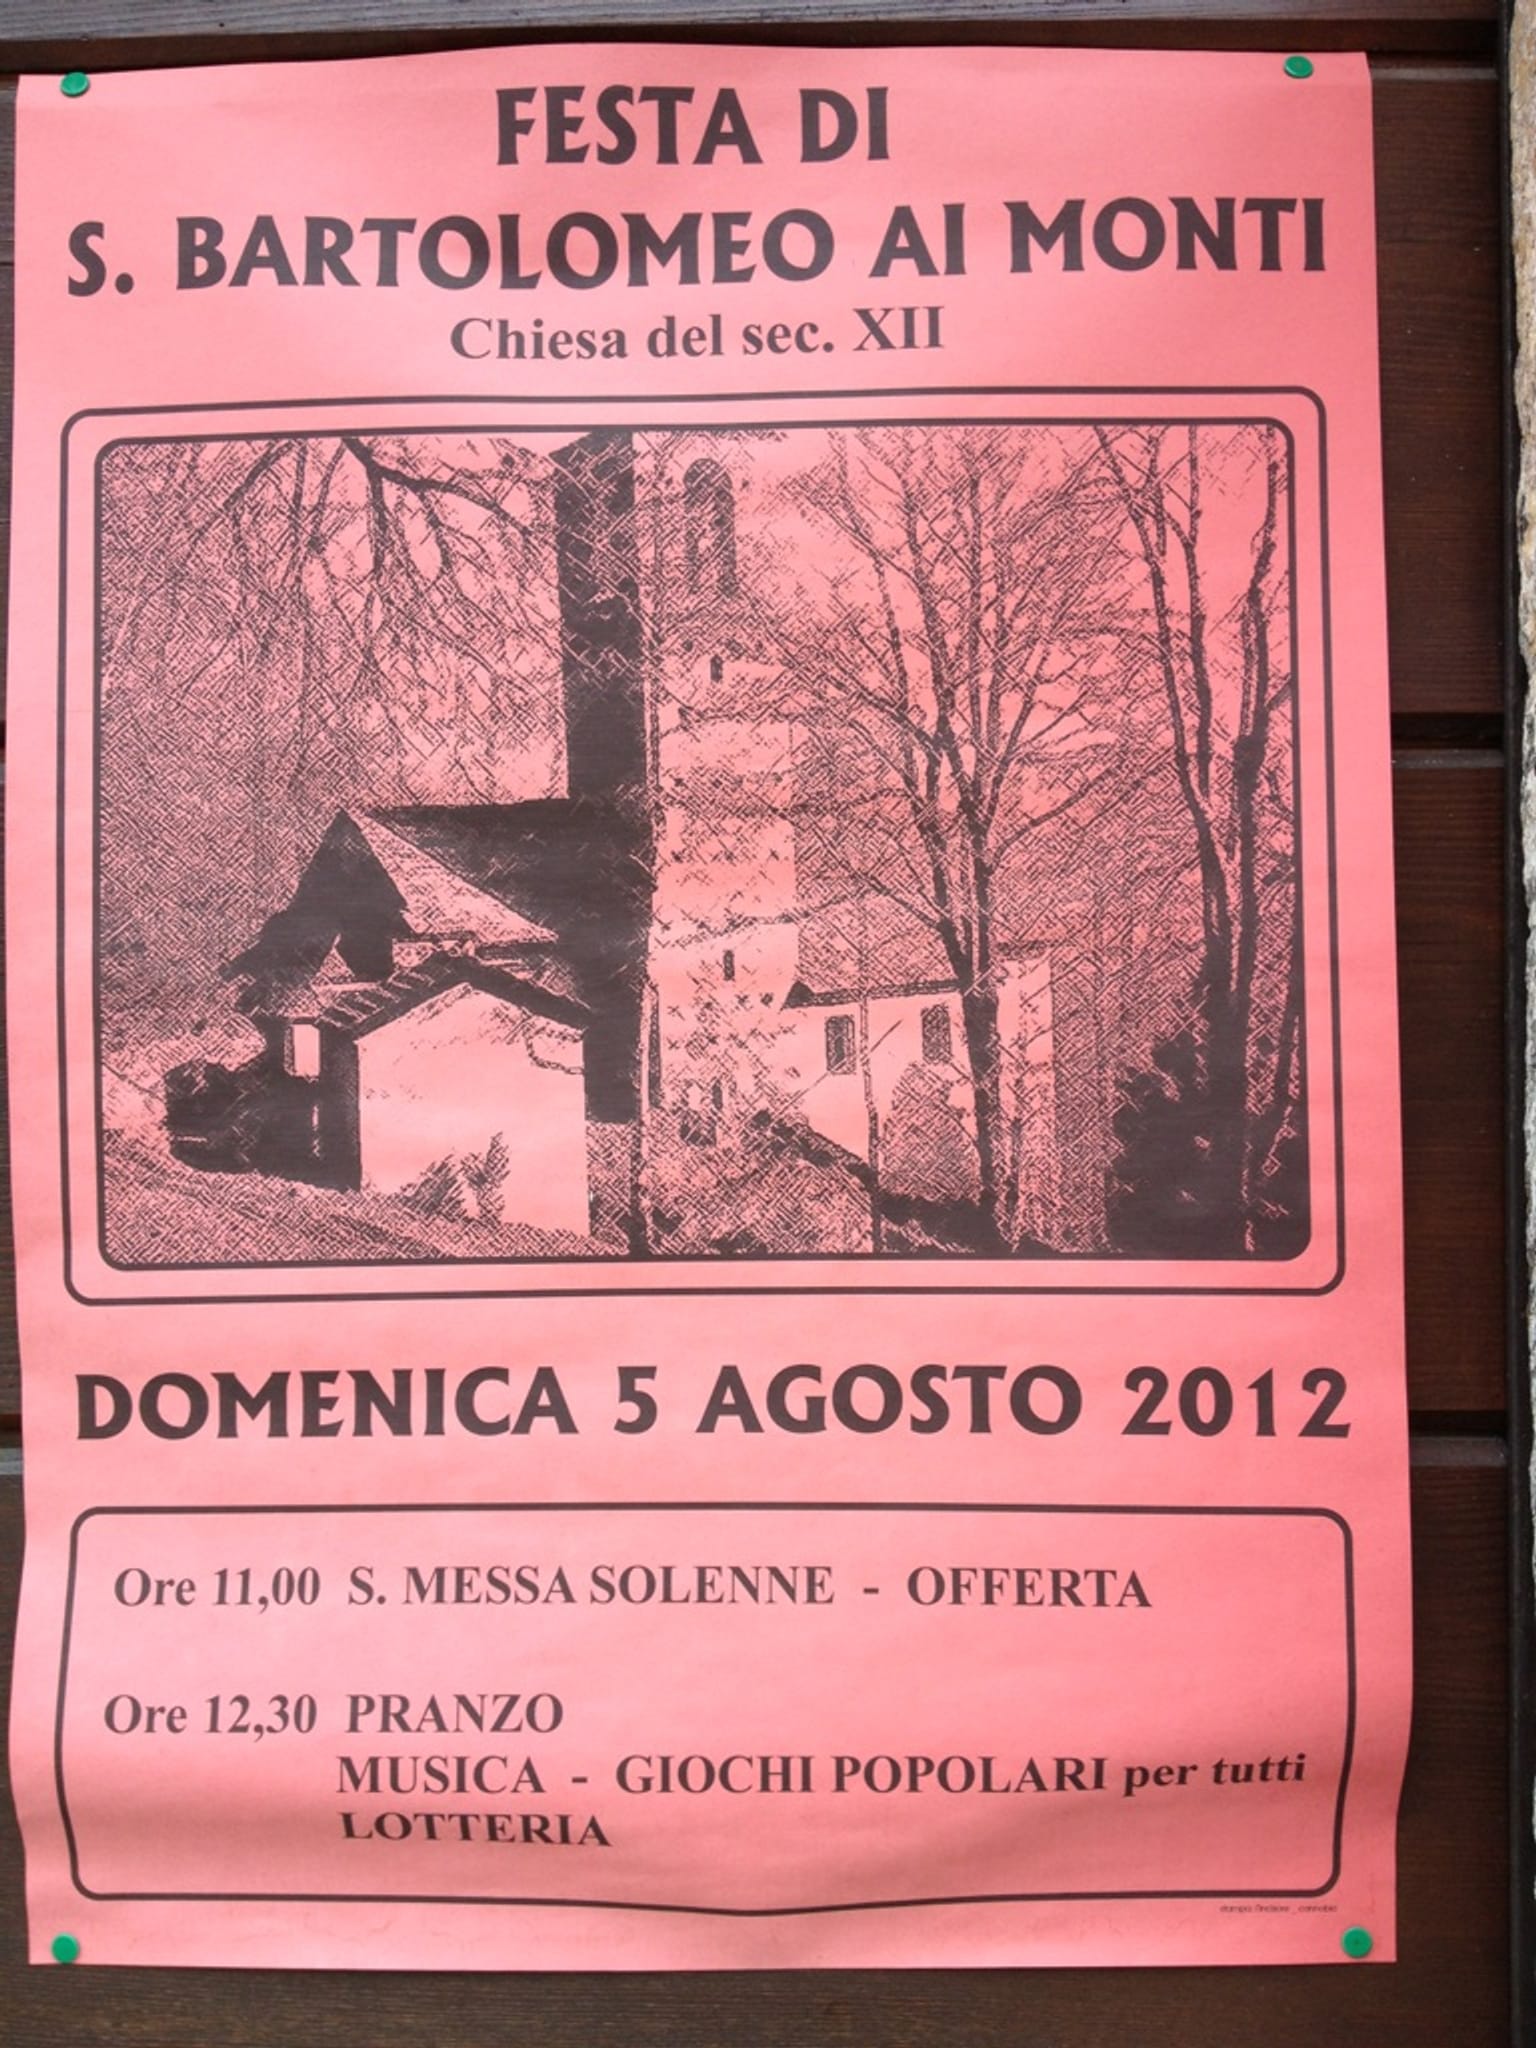 FESTA DI
S. BARTOLOMEO AI MONTI
Chiesa del sec. XII
DOMENICA 5 AGOSTO 2012
Ore 11,00 S. MESSA SOLENNE - OFFERTA
Ore 12,30 PRANZO
MUSICA - GIOCHI POPOLARI per tutti
LOTTERIA
stampa